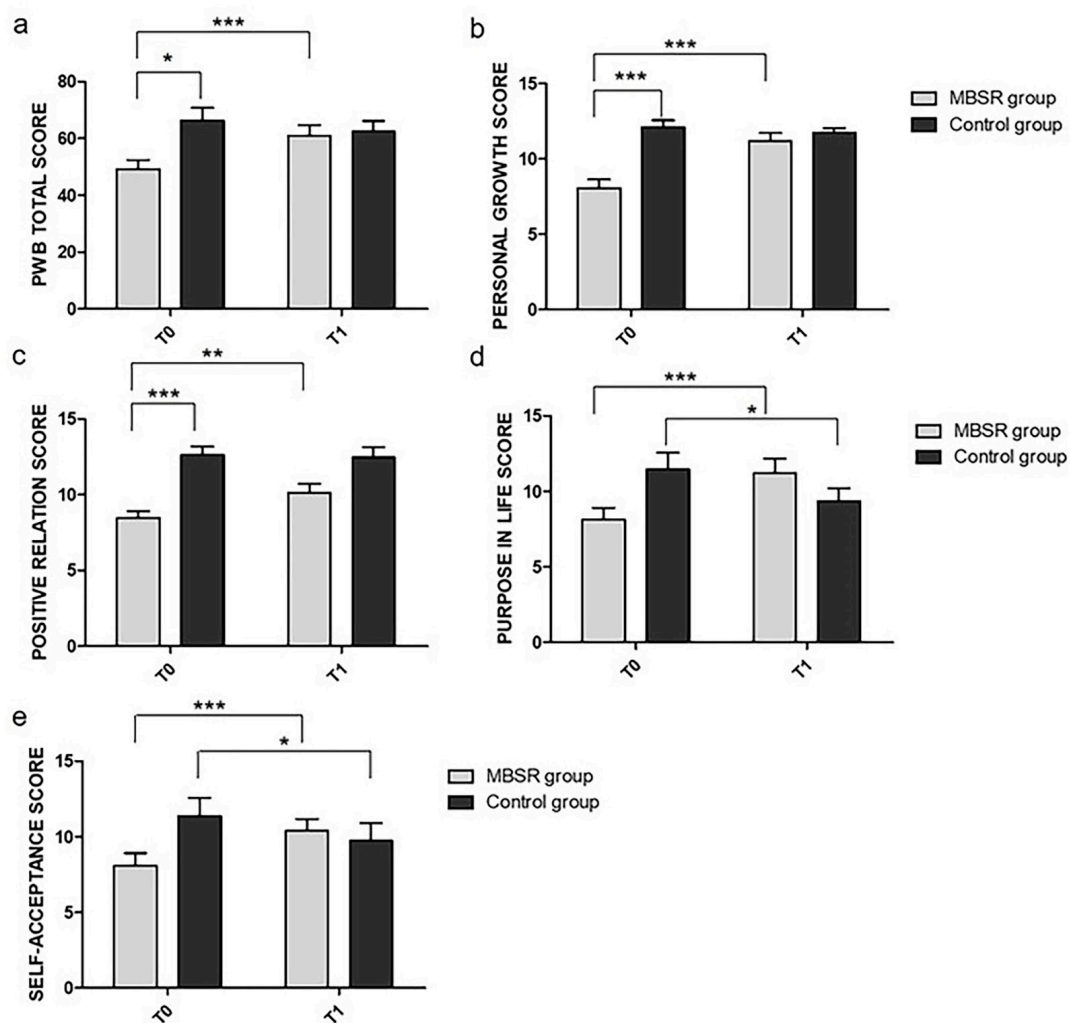 a
***
*
PWB TOTAL SCORE
80
60
40
20
0
T0
T1
b
***
***
PERSONAL GROWTH SCORE
15
10
5
0
T0
T1
MBSR group
Control group
c
**
***
POSITIVE RELATION SCORE
15
10
5
0
T0
T1
d
***
*
PURPOSE IN LIFE SCORE
15
10
5
0
T0
T1
MBSR group
Control group
e
***
*
SELF-ACCEPTANCE SCORE
15
10
5
0
T0
T1
MBSR group
Control group